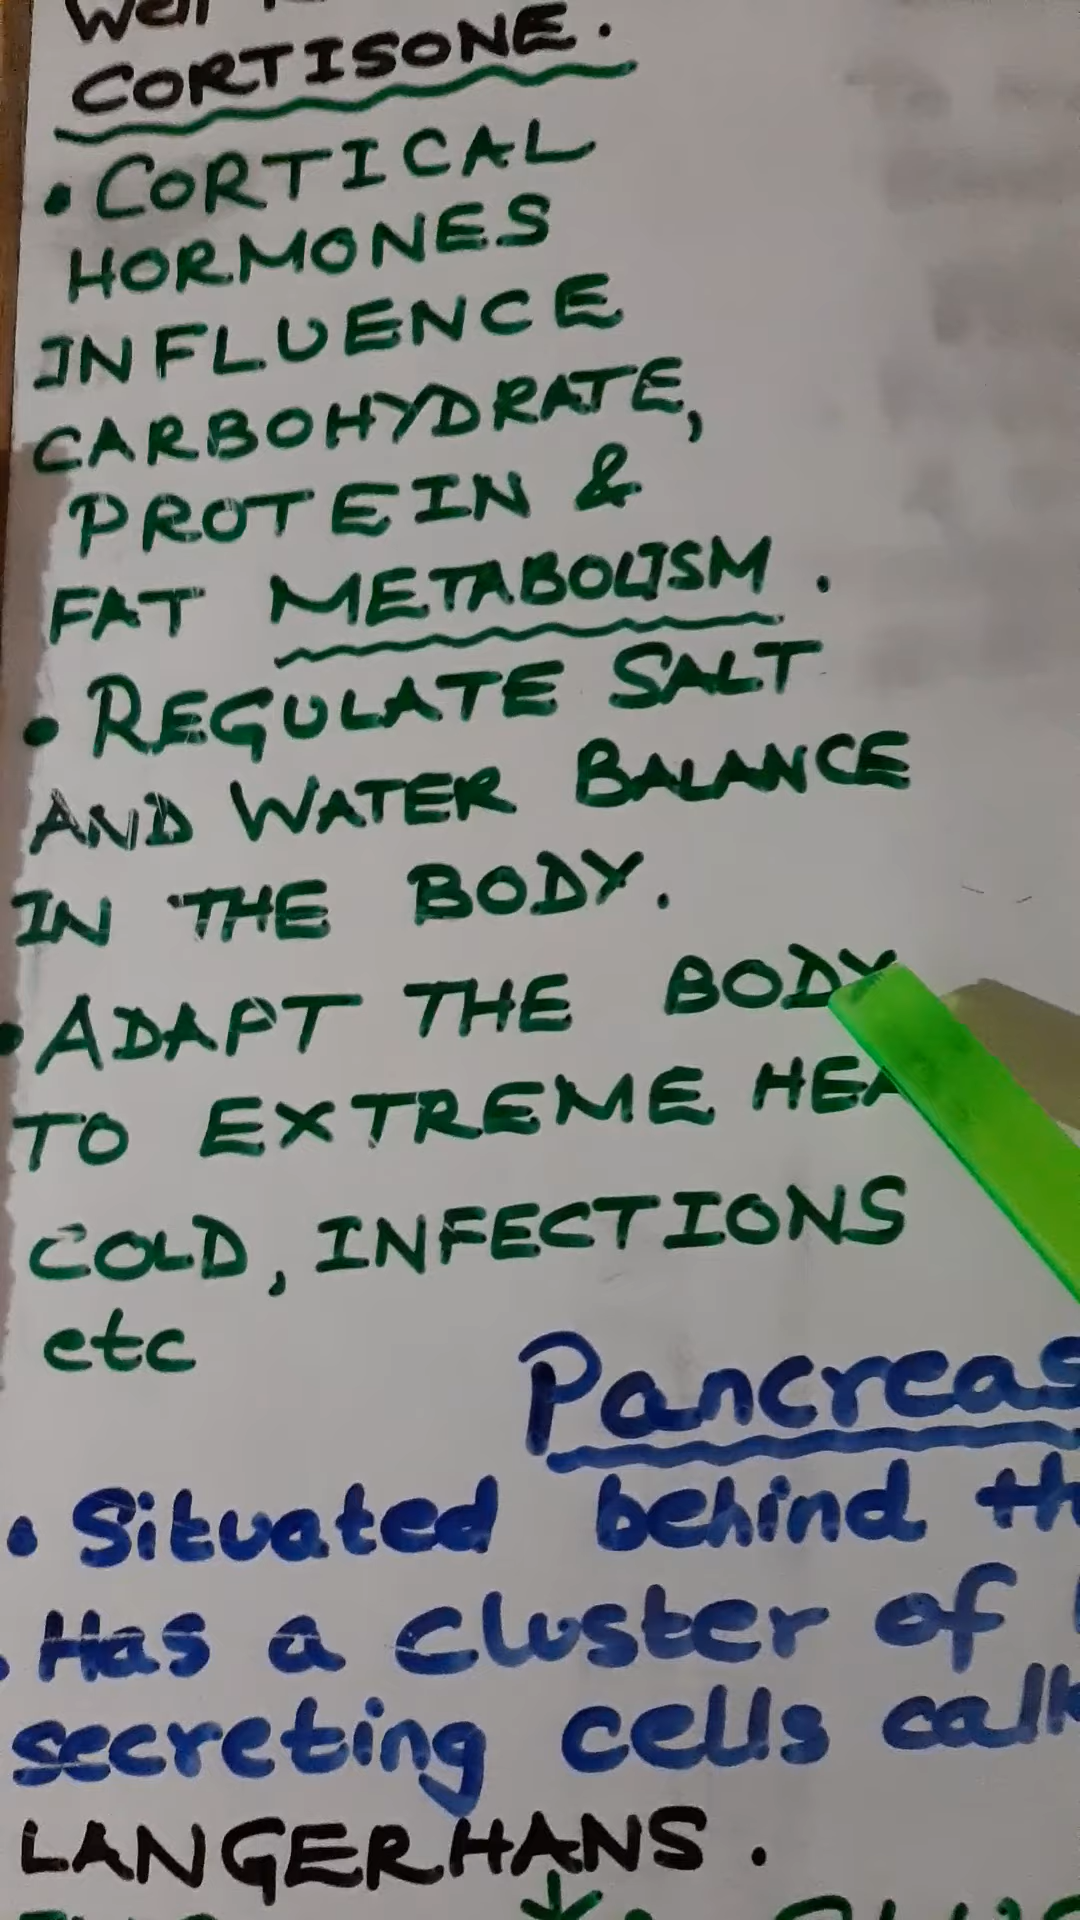 CORTISONE.
• CORTICAL
HORMONES
INFLUENCE
CARBOHYDRATE,
PROTEIN &
FAT METABOLISM.
• REGULATE SALT
AND WATER BALANCE
IN THE BODY.
• ADAPT THE BODY
TO EXTREME
COLD, INFECTIONS
etc
Pancreas
• Situated behind
• Has a cluster of
secreting cells
LANGERHANS.